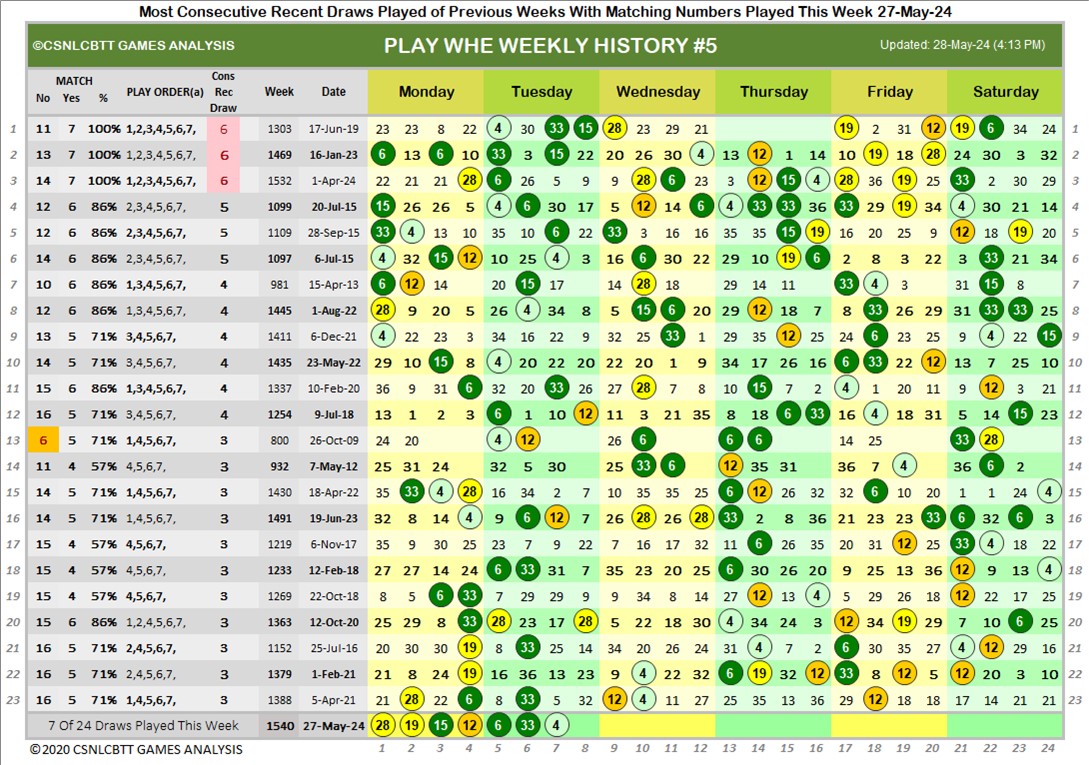 Most Consecutive Recent Draws Played of Previous Weeks With Matching Numbers Played This Week 27-May-24
©CSNLCBTT GAMES ANALYSIS PLAY WHE WEEKLY HISTORY #5 Updated: 28-May-24 (4:13 PM)
MATCH Cons
No Yes % PLAY ORDER(a) Rec Week Date Monday Tuesday Wednesday Thursday Friday Saturday
Draw
1 11 7 100% 1,2,3,4,5,6,7, 6 1303 17-Jun-19 23 23 8 22 4 30 33 15 28 23 29 21 19 2 31 12 19 6 34 24 1
2 13 7 100% 1,2,3,4,5,6,7, 6 1469 16-Jan-23 6 13 6 10 33 3 15 22 20 26 30 4 13 12 1 14 10 19 18 28 24 30 3 32 2
3 14 7 100% 1,2,3,4,5,6,7, 6 1532 1-Apr-24 22 21 21 28 6 26 5 9 9 28 6 23 3 12 15 4 28 36 19 25 33 2 30 29 3
4 12 6 86% 2,3,4,5,6,7, 5 1099 20-Jul-15 15 26 26 5 4 6 30 17 5 12 4 6 4 33 33 36 33 29 19 34 4 30 21 14 4
5 12 6 86% 2,3,4,5,6,7, 5 1109 28-Sep-15 33 4 13 10 35 10 6 22 33 3 16 16 35 35 15 19 16 20 25 9 12 18 19 20 5
6 14 6 86% 2,3,4,5,6,7, 5 1097 6-Jul-15 4 32 15 12 10 25 4 3 16 6 30 22 29 10 19 6 2 8 3 22 3 33 21 34 6
7 10 6 86% 1,3,4,5,6,7, 4 981 15-Apr-13 6 12 14 20 15 17 14 28 18 29 14 11 33 4 3 31 15 8 7
8 12 6 86% 1,3,4,5,6,7, 4 1445 1-Aug-22 28 9 20 5 26 4 34 8 5 15 6 20 29 12 18 7 8 33 26 29 31 33 33 25 8
9 13 5 71% 3,4,5,6,7, 4 1411 6-Dec-21 4 22 23 3 34 16 22 9 32 25 33 1 29 35 12 25 24 6 23 25 9 4 22 15 9
10 14 5 71% 3,4,5,6,7, 4 1435 23-May-22 29 10 15 8 4 20 22 20 22 20 1 9 34 17 26 16 6 33 22 12 13 7 25 10 10
11 15 6 86% 1,3,4,5,6,7, 4 1337 10-Feb-20 36 9 31 6 32 20 33 26 27 28 7 8 10 15 7 2 4 1 20 11 9 12 3 21 11
12 16 5 71% 3,4,5,6,7, 4 1254 9-Jul-18 13 1 2 3 6 1 10 12 11 3 21 35 8 18 6 33 16 4 18 31 5 14 15 23 12
13 6 5 71% 1,4,5,6,7, 3 800 26-Oct-09 24 20 4 12 26 6 6 6 14 25 33 28 13
14 11 4 57% 4,5,6,7, 3 932 7-May-12 25 31 24 32 5 30 25 33 6 12 35 31 36 7 4 36 6 2 14
15 14 5 71% 1,4,5,6,7, 3 1430 18-Apr-22 35 33 4 28 16 34 2 7 10 35 35 25 6 12 26 32 32 6 10 20 1 1 24 4 15
16 14 5 71% 1,4,5,6,7, 3 1491 19-Jun-23 32 8 14 4 9 6 12 7 26 28 26 28 33 2 8 36 21 23 23 33 6 32 6 3 16
17 15 4 57% 4,5,6,7, 3 1219 6-Nov-17 35 9 30 25 23 7 9 22 7 16 17 32 11 6 26 35 20 31 12 25 33 4 18 22 17
18 15 4 57% 4,5,6,7, 3 1233 12-Feb-18 27 27 14 24 6 33 31 7 35 23 20 25 6 30 26 20 9 25 13 36 12 9 13 4 18
19 15 4 57% 4,5,6,7, 3 1269 22-Oct-18 8 5 6 33 7 29 29 9 9 34 8 14 27 12 13 4 5 29 26 18 12 22 17 25 19
20 15 6 86% 1,2,4,5,6,7, 3 1363 12-Oct-20 25 29 8 33 28 23 17 28 5 22 18 30 4 34 24 3 12 34 19 29 7 10 6 25 20
21 16 5 71% 2,4,5,6,7, 3 1152 25-Jul-16 20 30 30 19 8 33 25 14 34 20 26 24 31 4 7 2 6 30 35 27 4 12 29 16 21
22 16 5 71% 2,4,5,6,7, 3 1379 1-Feb-21 21 8 24 19 16 36 13 23 9 4 22 32 6 19 32 12 33 8 12 5 12 20 3 10 22
23 16 5 71% 1,4,5,6,7, 3 1388 5-Apr-21 21 28 22 6 8 33 5 32 12 4 11 27 25 35 13 36 29 12 18 18 17 14 21 21 23
7 Of 24 Draws Played This Week 1540 27-May-24 28 19 15 12 6 33 4
©2020 CSNLCBTT GAMES ANALYSIS 1 2 3 4 5 6 7 8 9 10 11 12 13 14 15 16 17 18 19 20 21 22 23 24